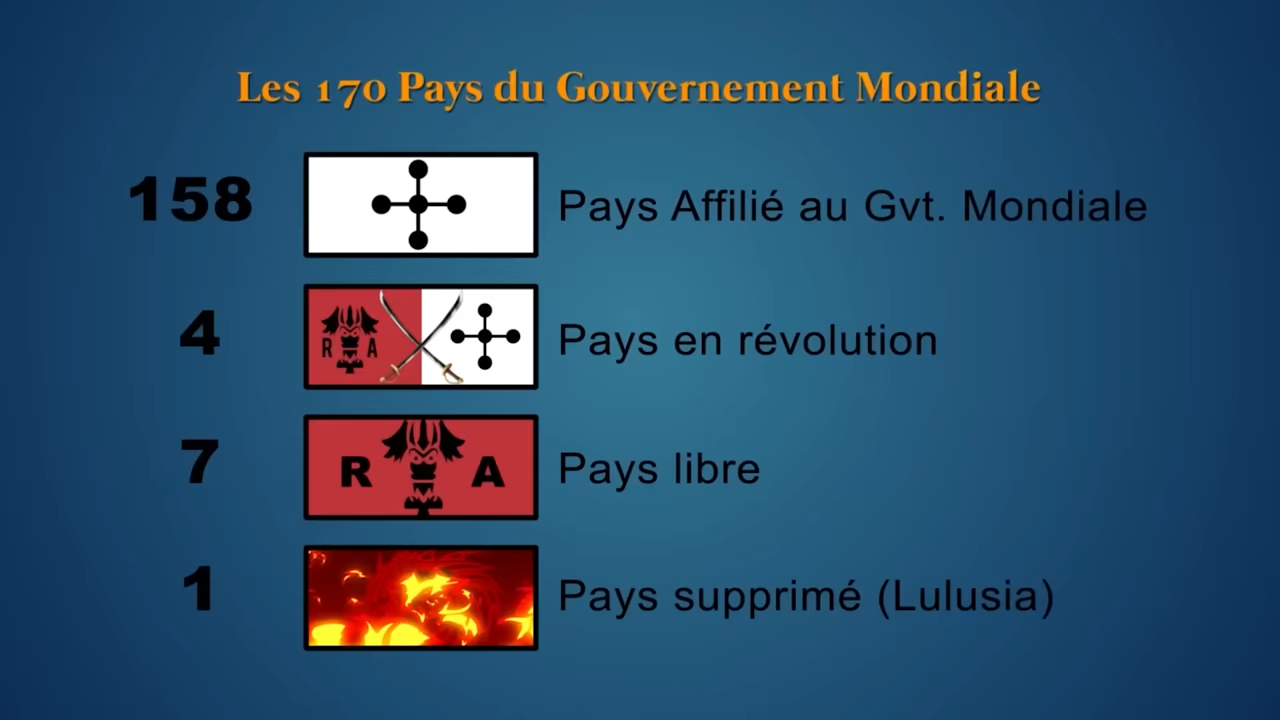 Les 170 Pays du Gouvernement Mondiale
158 Pays Affilié au Gvt. Mondiale
4 R A Pays en révolution
7 R A Pays libre
1 Pays supprimé (Lulusia)